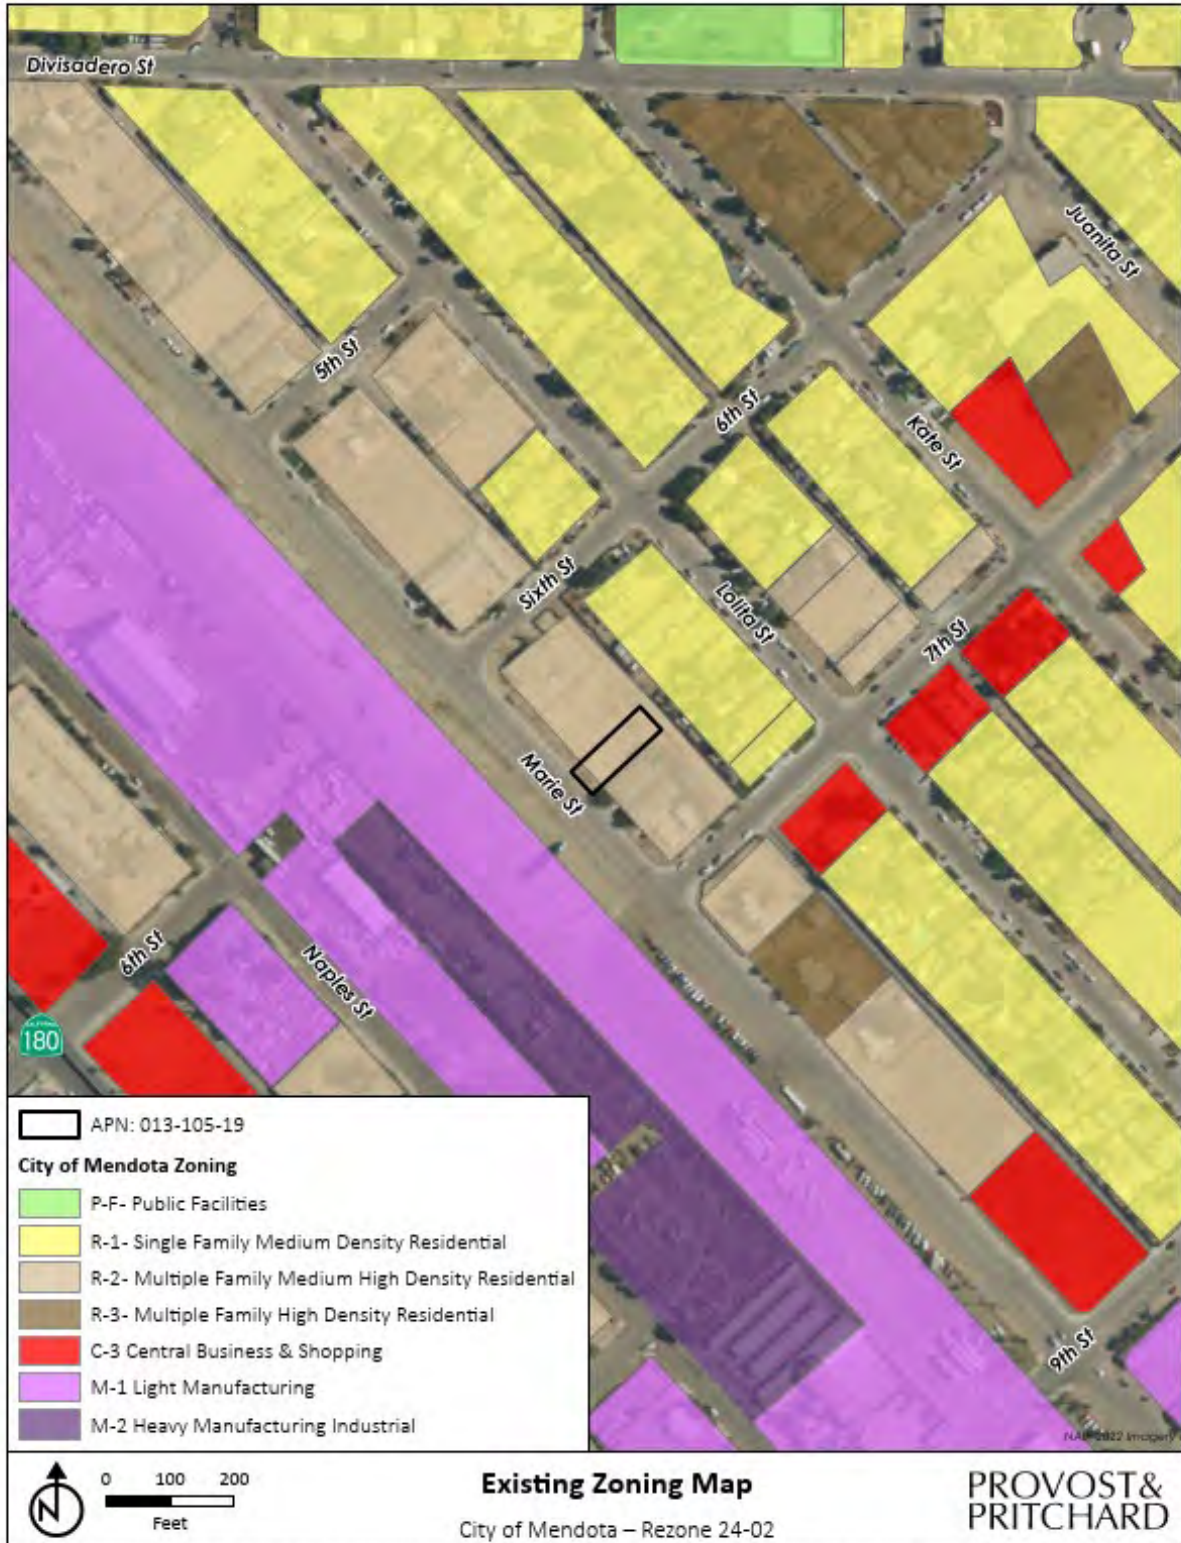 Divisadero St
Juanita St
5th St
6th St
Kate St
Sixth St
Lolita St
7th St
Marie St
6th St
Naples St
CALIFORNIA
180
9th St
APN: 013-105-19
City of Mendota Zoning
P-F- Public Facilities
R-1- Single Family Medium Density Residential
R-2- Multiple Family Medium High Density Residential
R-3- Multiple Family High Density Residential
C-3 Central Business & Shopping
M-1 Light Manufacturing
M-2 Heavy Manufacturing Industrial
NAIP 2022 Imagery
N
0 100 200
Feet
Existing Zoning Map
City of Mendota – Rezone 24-02
PROVOST&
PRITCHARD